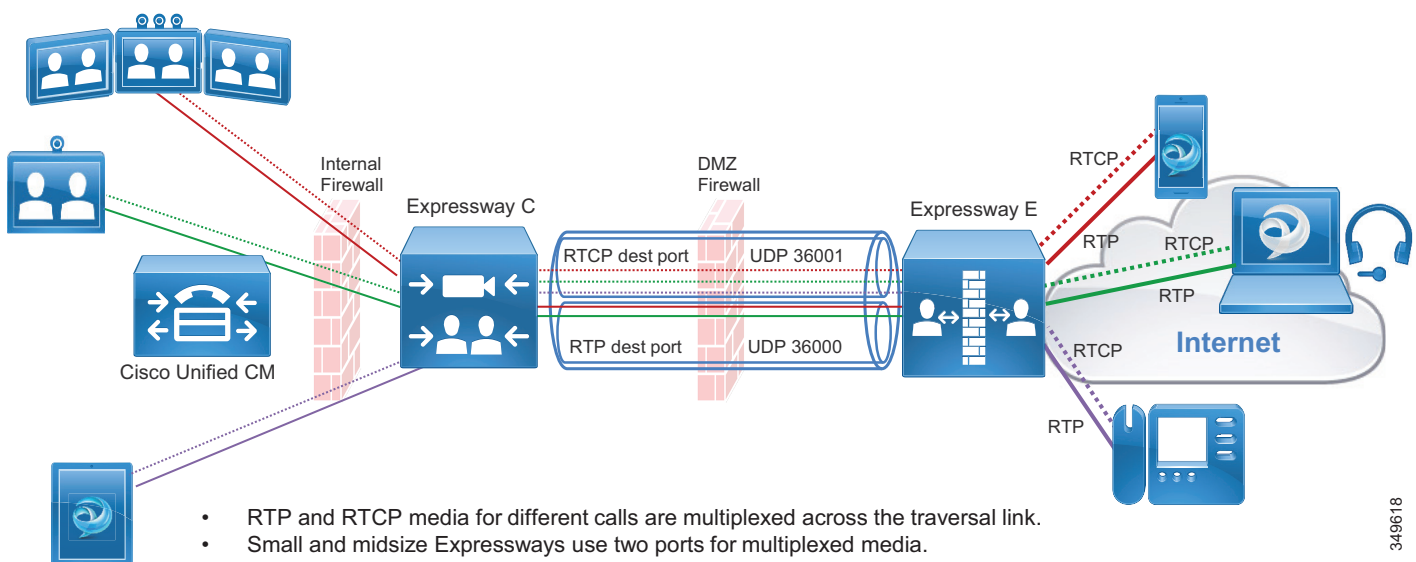 Internal
Firewall
DMZ
Firewall
Expressway C
Expressway E
RTCP dest port
UDP 36001
RTP dest port
UDP 36000
Cisco Unified CM
RTCP
RTP
RTCP
RTP
Internet
RTCP
RTP
• RTP and RTCP media for different calls are multiplexed across the traversal link.
• Small and midsize Expressways use two ports for multiplexed media.
349618